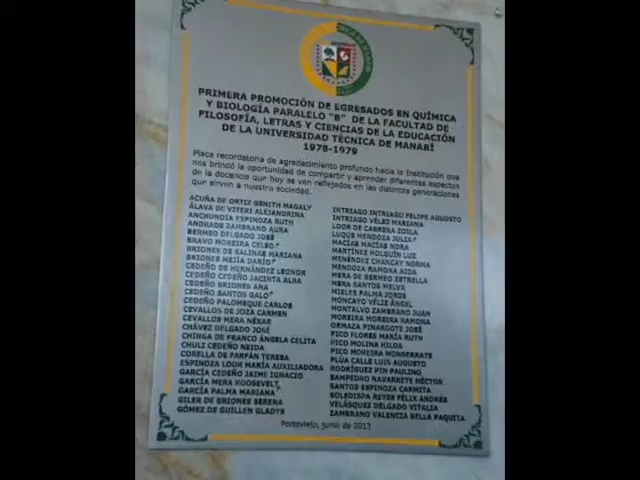 PRIMERA PROMOCIÓN DE EGRESADOS EN QUÍMICA
Y BIOLOGÍA PARALELO "B" DE LA FACULTAD DE
FILOSOFÍA, LETRAS Y CIENCIAS DE LA EDUCACIÓN
DE LA UNIVERSIDAD TÉCNICA DE MANABÍ
1978-1979
Placa recordatoria de agradecimiento profundo hacia la Institución que
nos brindó la oportunidad de compartir y aprender diferentes aspectos
de la docencia que hoy se ven reflejados en las distintas generaciones
que sirven a nuestra sociedad.
ACUÑA DE ORTIZ GENITH MAGALY
ÁLAVA DE VITERI ALEJANDRINA
ANCHUNDIA ESPINOZA RUTH
ANDRADE ZAMBRANO AURA
BERMEO DELGADO JOSÉ
BRAVO MOREIRA CELSO
BRIONES DE SALINAS MARIANA
BRIONES MEJÍA DARÍO
CEDEÑO DE HERNÁNDEZ LEONOR
CEDEÑO CEDEÑO JACINTA ALBA
CEDEÑO BRIONES ANA
CEDEÑO SANTOS GALO
CEDEÑO PALOMEQUE CARLOS
CEVALLOS DE JOZA CARMEN
CEVALLOS MERA NÉXAR
CHÁVEZ DELGADO JOSÉ
CHINGA DE FRANCO ÁNGELA CELITA
CHULI CEDEÑO NEIDA
CORELLA DE FARFÁN TERESA
ESPINOZA LOOR MARÍA AUXILIADORA
GARCÍA CEDEÑO JAIME IGNACIO
GARCÍA MERA ROOSEVELT
GARCÍA PALMA MARIANA
GILER DE BRIONES SERENA
GÓMEZ DE GUILLEN GLADYS
INTRIAGO INTRIAGO FELIPE AUGUSTO
INTRIAGO VÉLEZ MARIANA
LOOR DE CABRERA ZOILA
LUQUE MENDOZA JULIA
MACÍAS MACÍAS NORA
MARTÍNEZ HOLGUÍN LUZ
MENÉNDEZ CHANCAY NORMA
MENDOZA RAMONA AIDA
MERA DE BERMEO ESTRELLA
MERA SANTOS MELVA
MIELES PALMA JORGE
MONCAYO VÉLIZ ÁNGEL
MONTALVO ZAMBRANO JUAN
MOREIRA MOREIRA RAMONA
ORMAZA PINARGOTE JOSÉ
PICO FLORES MARÍA RUTH
PICO MOLINA HILDA
PICO MOREIRA MONSERRATE
PLÚA CALLE LUIS AUGUSTO
RODRÍGUEZ PIN PAULINO
SAMPEDRO NAVARRETE HÉCTOR
SANTOS ESPINOZA CARMITA
SOLEDISPA REYES FÉLIX ANDRÉS
VELÁSQUEZ DELGADO VITALIA
ZAMBRANO VALENCIA BELLA PAQUITA
Portoviejo, junio de 2013